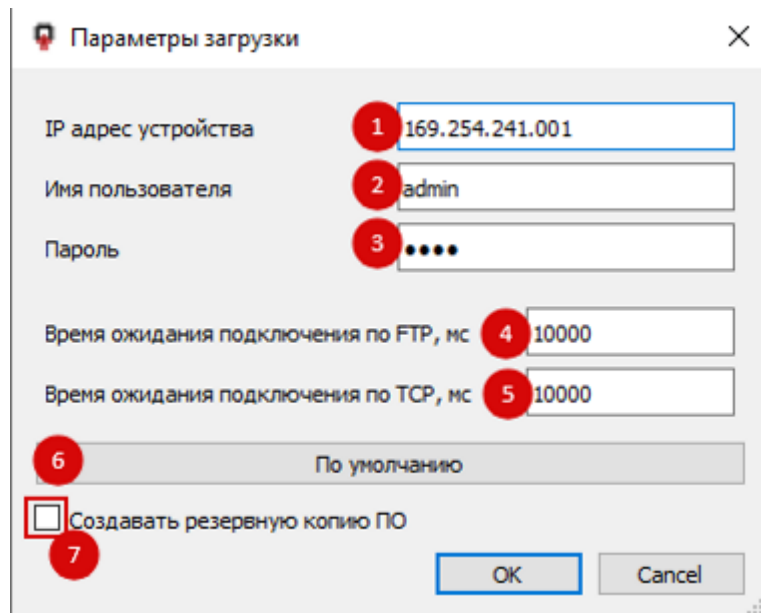 Параметры загрузки
IP адрес устройства 1 169.254.241.001
Имя пользователя 2 admin
Пароль 3 ••••
Время ожидания подключения по FTP, мс 4 10000
Время ожидания подключения по TCP, мс 5 10000
6 По умолчанию
Создавать резервную копию ПО
7
OK Cancel